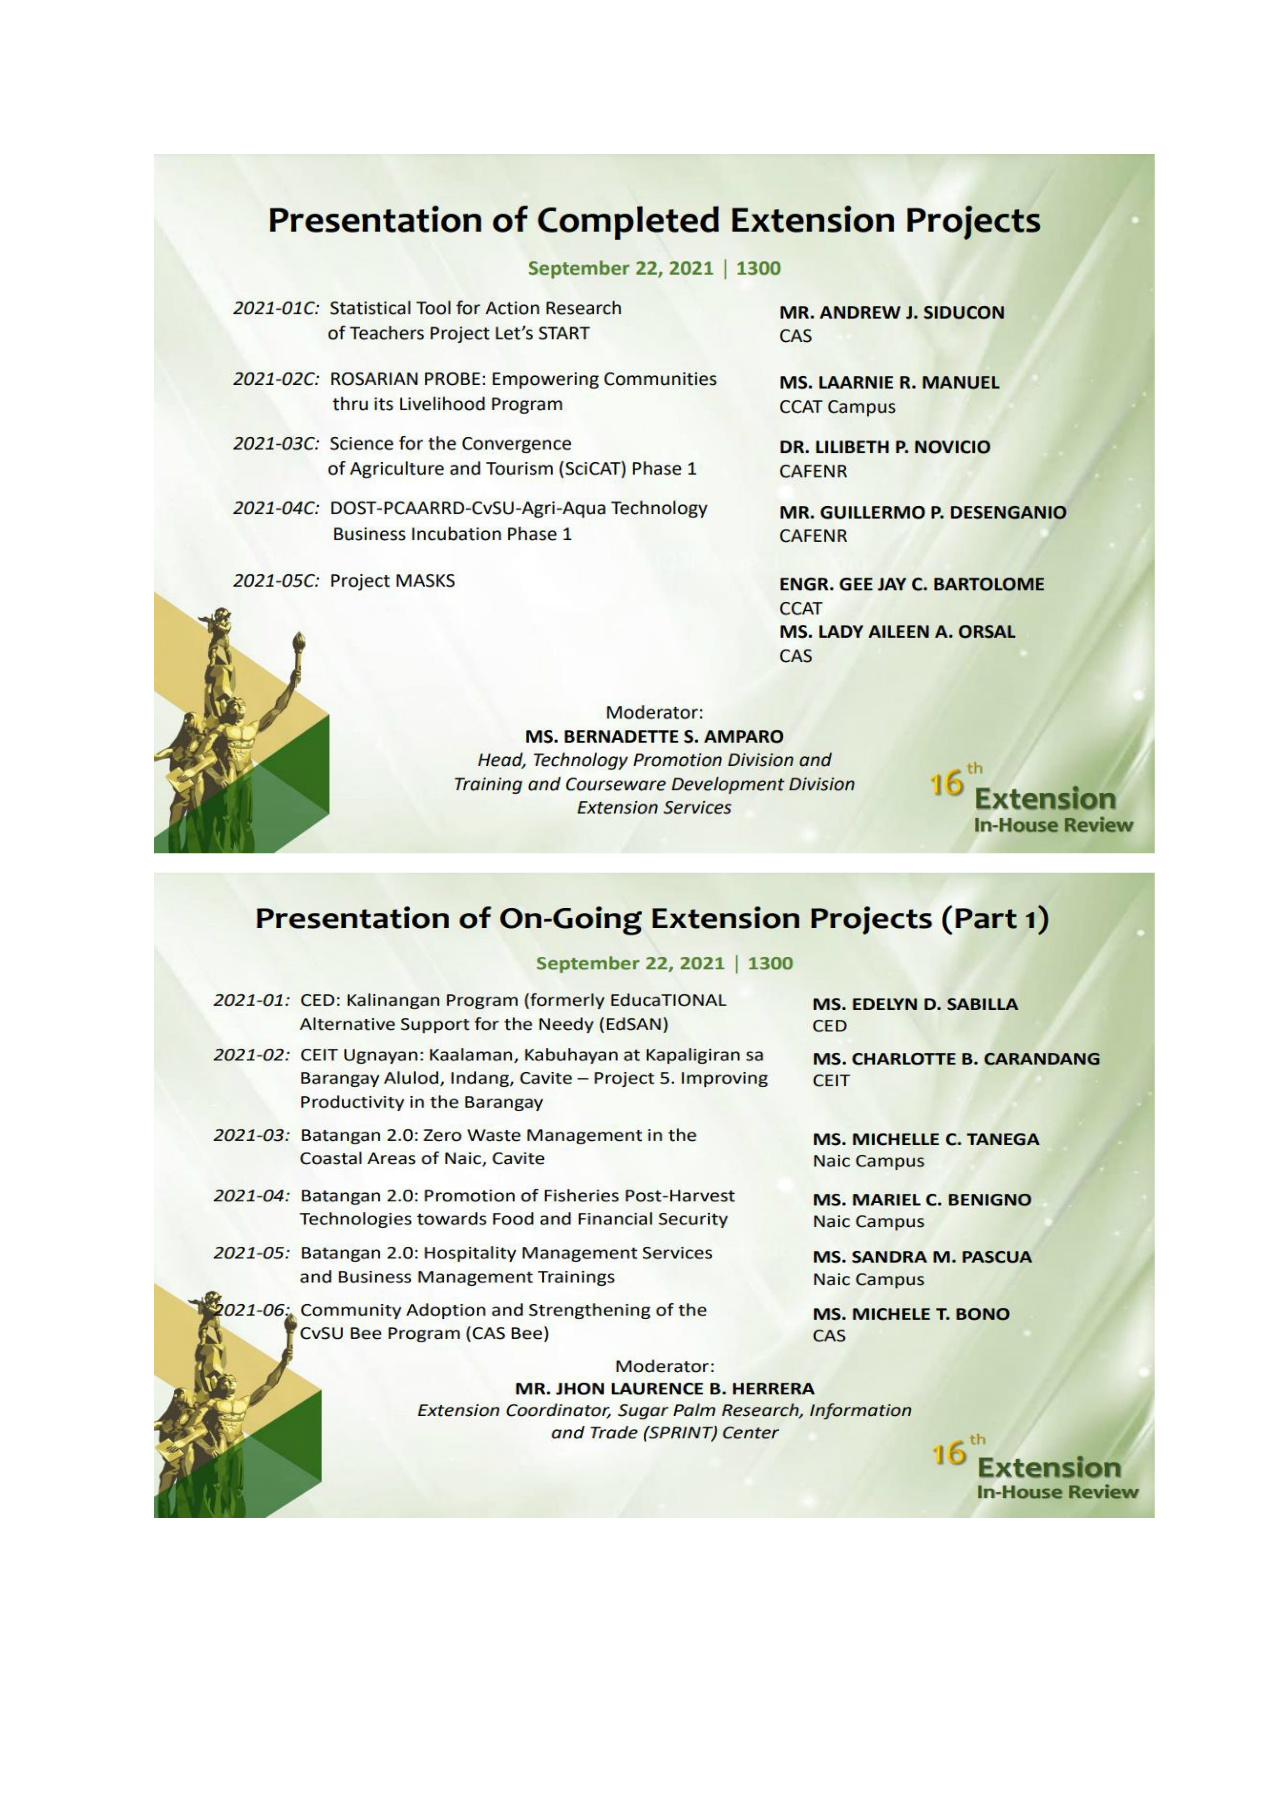 Presentation of Completed Extension Projects
September 22, 2021 | 1300
2021-01C: Statistical Tool for Action Research
of Teachers Project Let's START
MR. ANDREW J. SIDUCON
CAS
2021-02C: ROSARIAN PROBE: Empowering Communities
thru its Livelihood Program
MS. LAARNIE R. MANUEL
CCAT Campus
2021-03C: Science for the Convergence
of Agriculture and Tourism (SciCAT) Phase 1
DR. LILIBETH P. NOVICIO
CAFENR
2021-04C: DOST-PCAARRD-CvSU-Agri-Aqua Technology
Business Incubation Phase 1
MR. GUILLERMO P. DESENGANIO
CAFENR
2021-05C: Project MASKS
ENGR. GEE JAY C. BARTOLOME
CCAT
MS. LADY AILEEN A. ORSAL
CAS
Moderator:
MS. BERNADETTE S. AMPARO
Head, Technology Promotion Division and
Training and Courseware Development Division
Extension Services
16th
Extension
In-House Review
Presentation of On-Going Extension Projects (Part 1)
September 22, 2021 | 1300
2021-01: CED: Kalinangan Program (formerly EducaTIONAL
Alternative Support for the Needy (EdSAN)
MS. EDELYN D. SABILLA
CED
2021-02: CEIT Ugnayan: Kaalaman, Kabuhayan at Kapaligiran sa
Barangay Alulod, Indang, Cavite – Project 5. Improving
Productivity in the Barangay
MS. CHARLOTTE B. CARANDANG
CEIT
2021-03: Batangan 2.0: Zero Waste Management in the
Coastal Areas of Naic, Cavite
MS. MICHELLE C. TANEGA
Naic Campus
2021-04: Batangan 2.0: Promotion of Fisheries Post-Harvest
Technologies towards Food and Financial Security
MS. MARIEL C. BENIGNO
Naic Campus
2021-05: Batangan 2.0: Hospitality Management Services
and Business Management Trainings
MS. SANDRA M. PASCUA
Naic Campus
2021-06: Community Adoption and Strengthening of the
CvSU Bee Program (CAS Bee)
MS. MICHELE T. BONO
CAS
Moderator:
MR. JHON LAURENCE B. HERRERA
Extension Coordinator, Sugar Palm Research, Information
and Trade (SPRINT) Center
16th
Extension
In-House Review